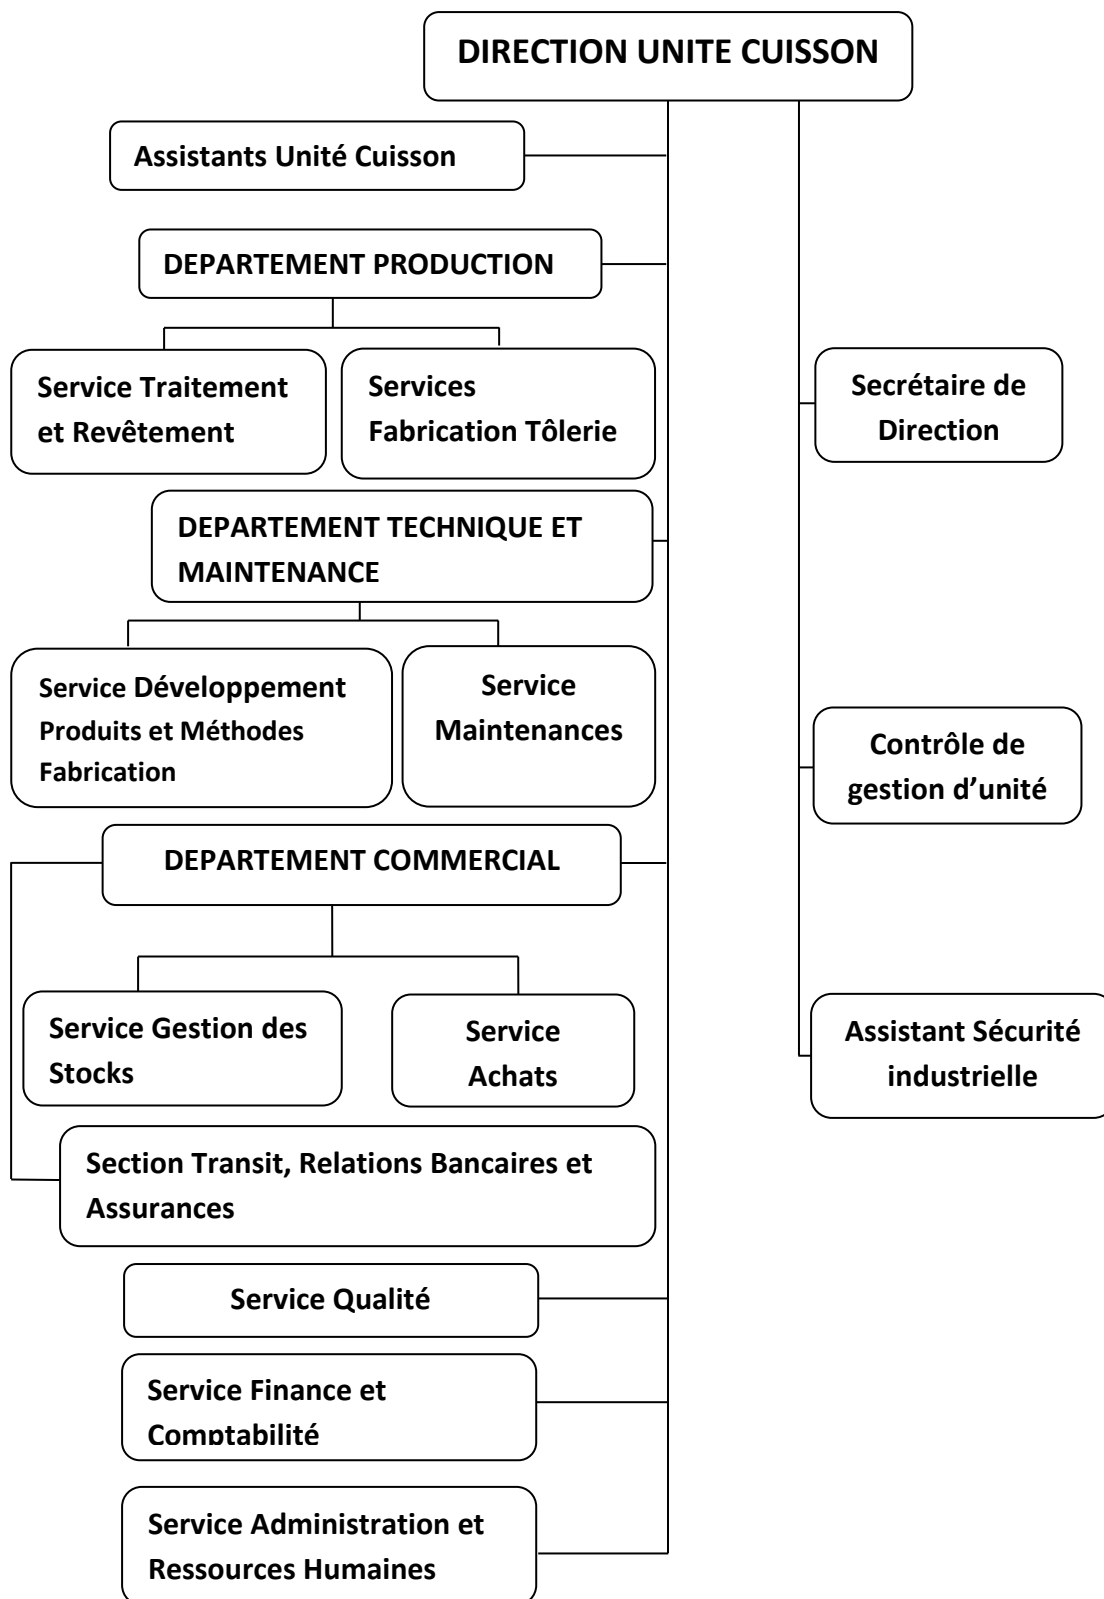 DIRECTION UNITE CUISSON
Assistants Unité Cuisson
DEPARTEMENT PRODUCTION
Service Traitement
et Revêtement
Services
Fabrication Tôlerie
Secrétaire de
Direction
DEPARTEMENT TECHNIQUE ET
MAINTENANCE
Service Développement
Produits et Méthodes
Fabrication
Service
Maintenances
Contrôle de
gestion d’unité
DEPARTEMENT COMMERCIAL
Service Gestion des
Stocks
Service
Achats
Assistant Sécurité
industrielle
Section Transit, Relations Bancaires et
Assurances
Service Qualité
Service Finance et
Comptabilité
Service Administration et
Ressources Humaines